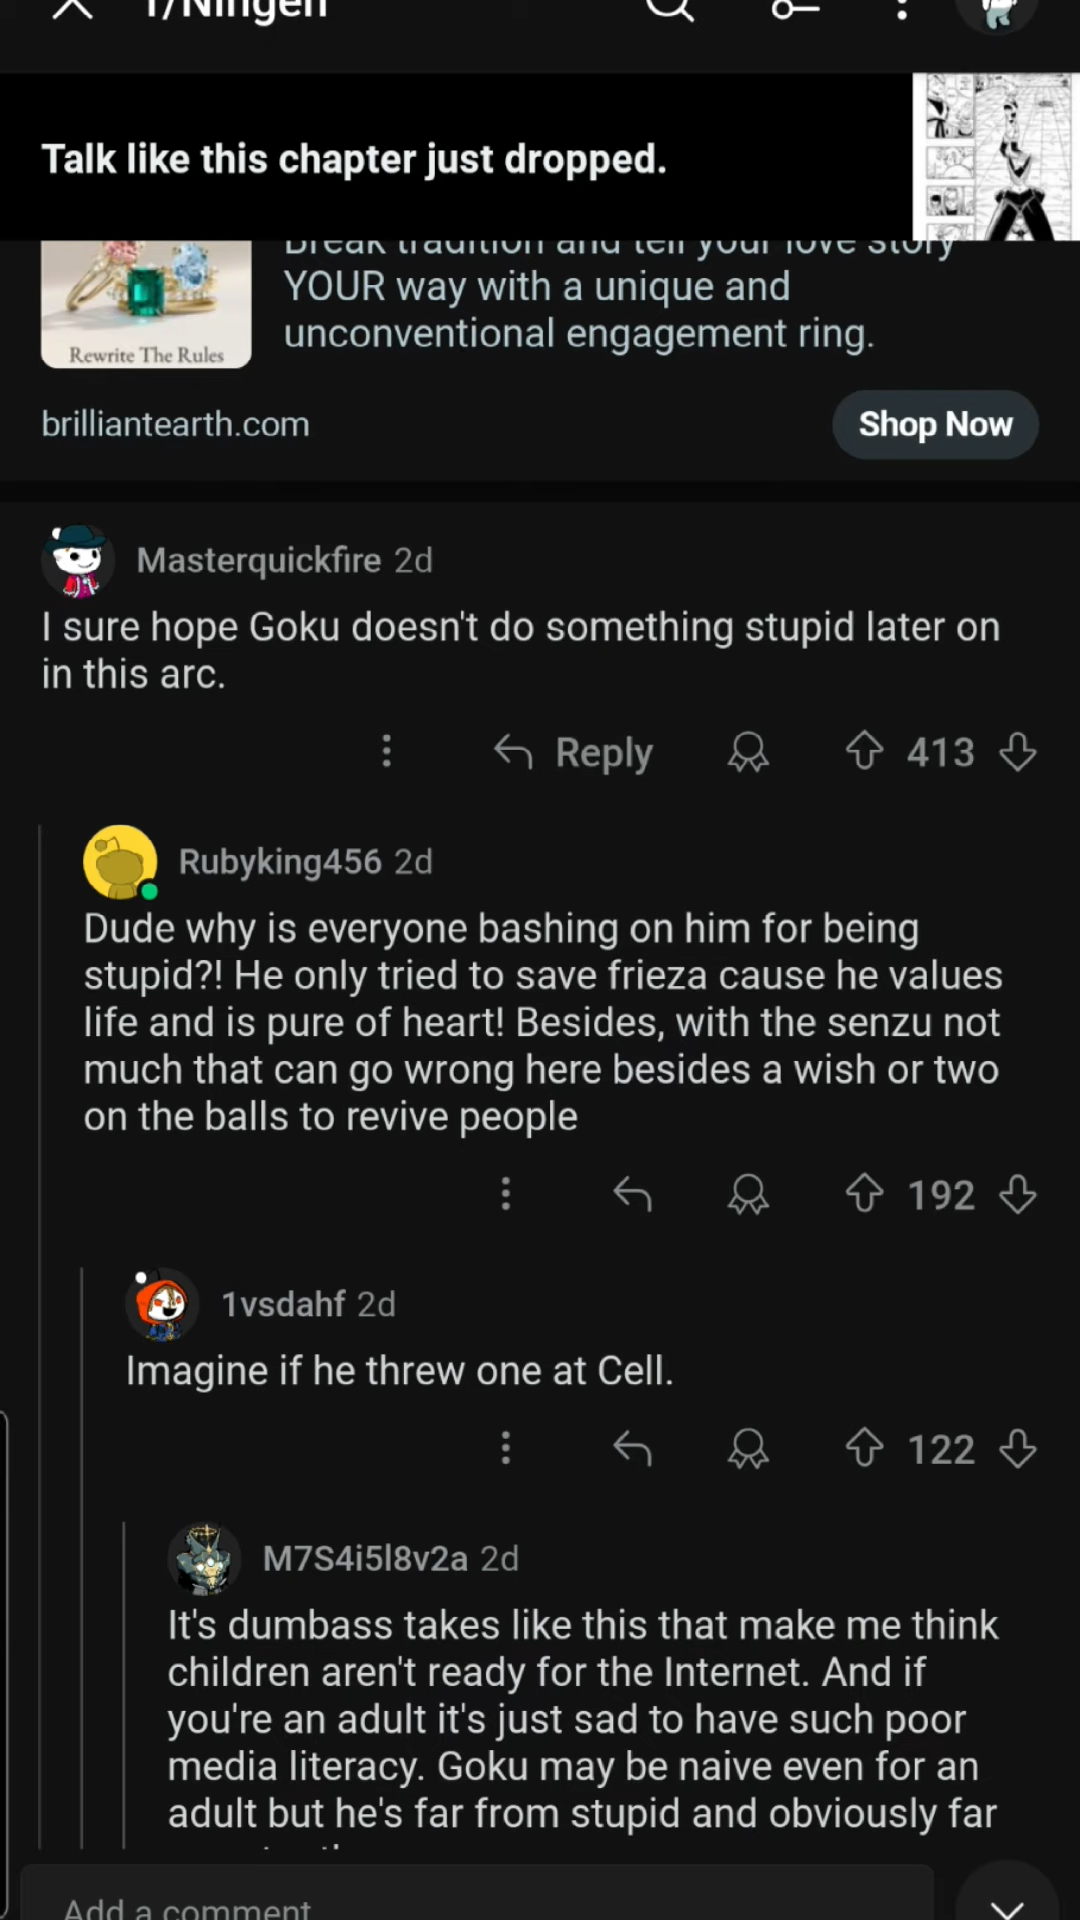 r/Ningen
Talk like this chapter just dropped.
Break tradition and tell your love story
YOUR way with a unique and
unconventional engagement ring.
Rewrite The Rules
brilliantearth.com
Shop Now
Masterquickfire 2d
I sure hope Goku doesn't do something stupid later on
in this arc.
Reply 413
Rubyking456 2d
Dude why is everyone bashing on him for being
stupid?! He only tried to save frieza cause he values
life and is pure of heart! Besides, with the senzu not
much that can go wrong here besides a wish or two
on the balls to revive people
192
1vsdahf 2d
Imagine if he threw one at Cell.
122
M7S4i5l8v2a 2d
It's dumbass takes like this that make me think
children aren't ready for the Internet. And if
you're an adult it's just sad to have such poor
media literacy. Goku may be naive even for an
adult but he's far from stupid and obviously far
Add a comment